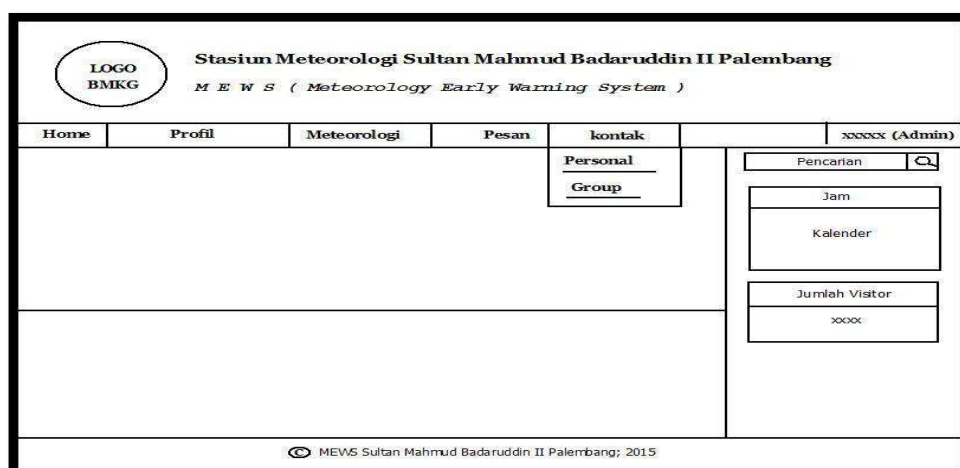 LOGO
BMKG
Stasiun Meteorologi Sultan Mahmud Badaruddin II Palembang
M E W S ( Meteorology Early Warning System )
Home Profil Meteorologi Pesan kontak xxxxx (Admin)
Personal
Group
Pencarian
Jam
Kalender
Jumlah Visitor
xxxx
© MEWS Sultan Mahmud Badaruddin II Palembang; 2015